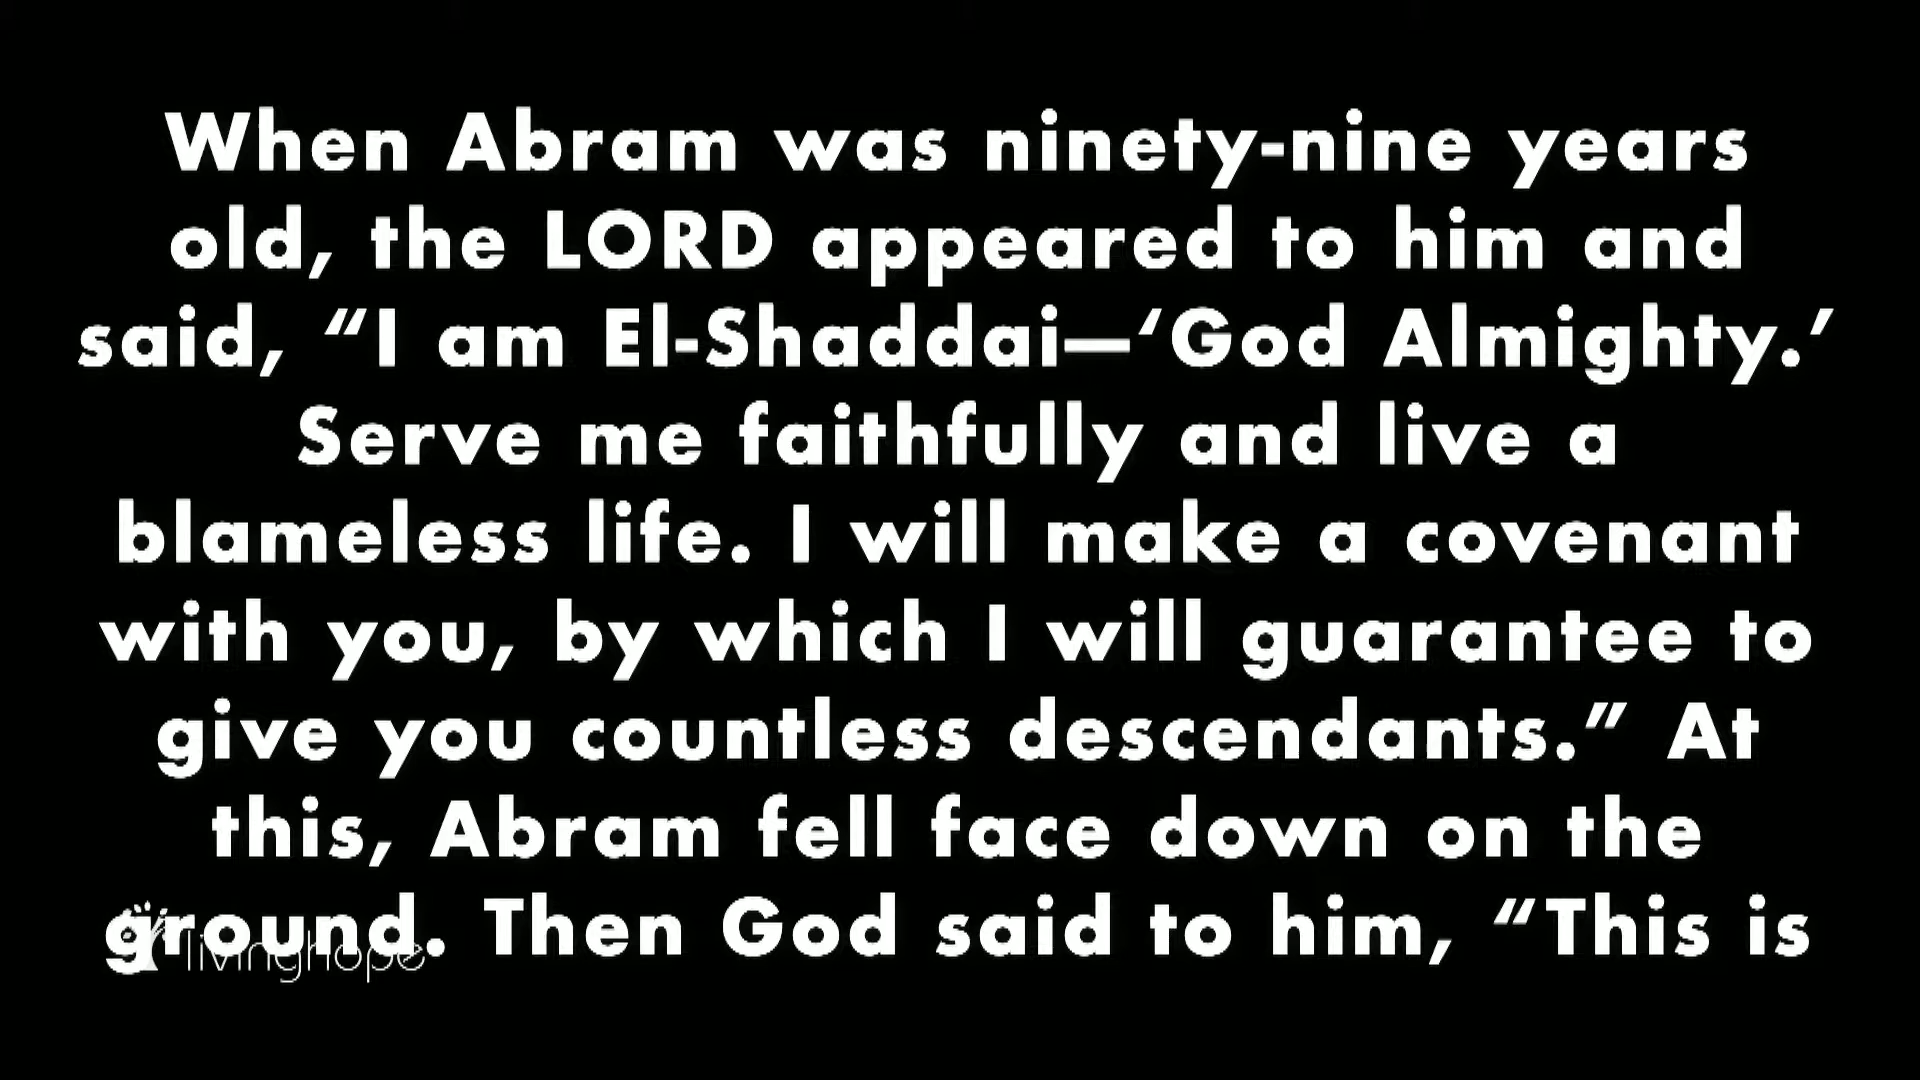 When Abram was ninety-nine years
old, the LORD appeared to him and
said, “I am El-Shaddai—‘God Almighty.’
Serve me faithfully and live a
blameless life. I will make a covenant
with you, by which I will guarantee to
give you countless descendants.” At
this, Abram fell face down on the
ground. Then God said to him, “This is
livinghope